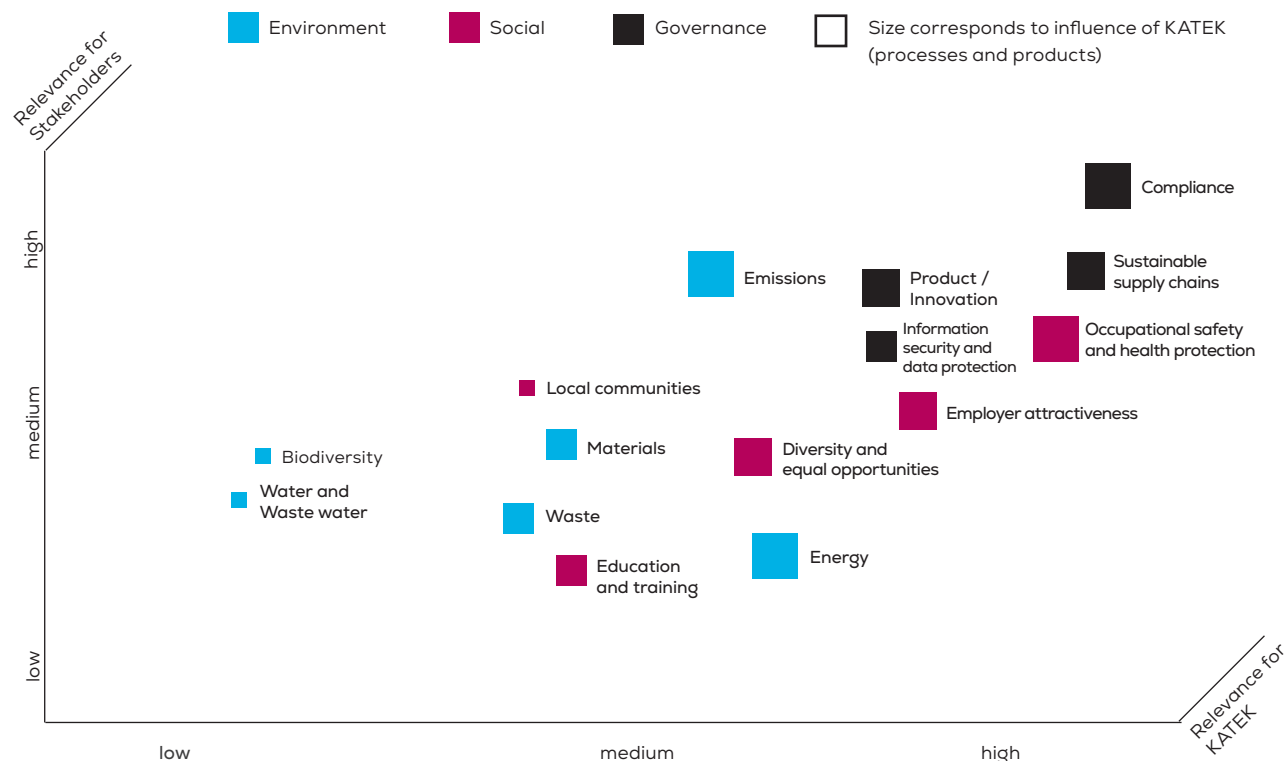 Environment
Social
Governance
Size corresponds to influence of KATEK
(processes and products)
Relevance for
Stakeholders
high
medium
low
Compliance
Sustainable
supply chains
Emissions
Product /
Innovation
Information
security and
data protection
Occupational safety
and health protection
Local communities
Employer attractiveness
Materials
Diversity and
equal opportunities
Biodiversity
Water and
Waste water
Waste
Energy
Education
and training
low
medium
high
Relevance for
KATEK